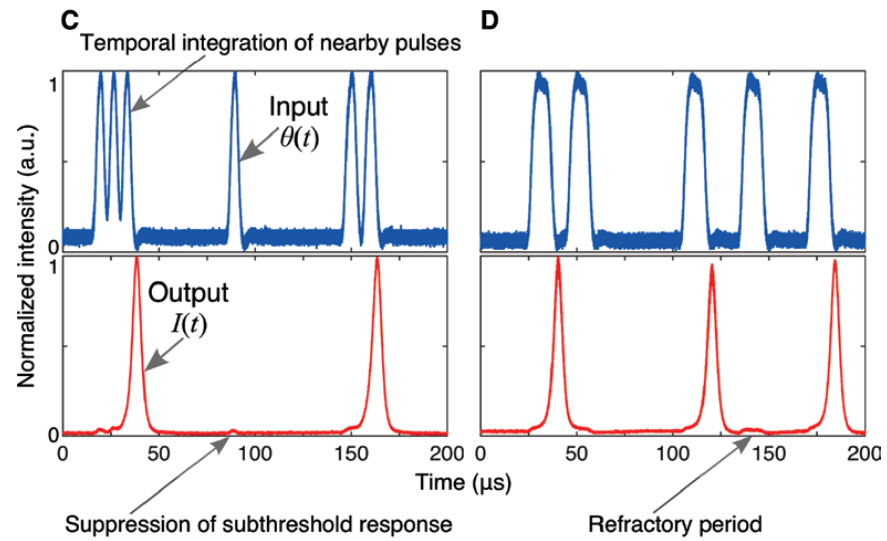 C
D
Temporal integration of nearby pulses
1
Input
θ(t)
0
1
Output
I(t)
0
Normalized intensity (a.u.)
0 50 100 150 200
0 50 100 150 200
Time (µs)
Suppression of subthreshold response
Refractory period